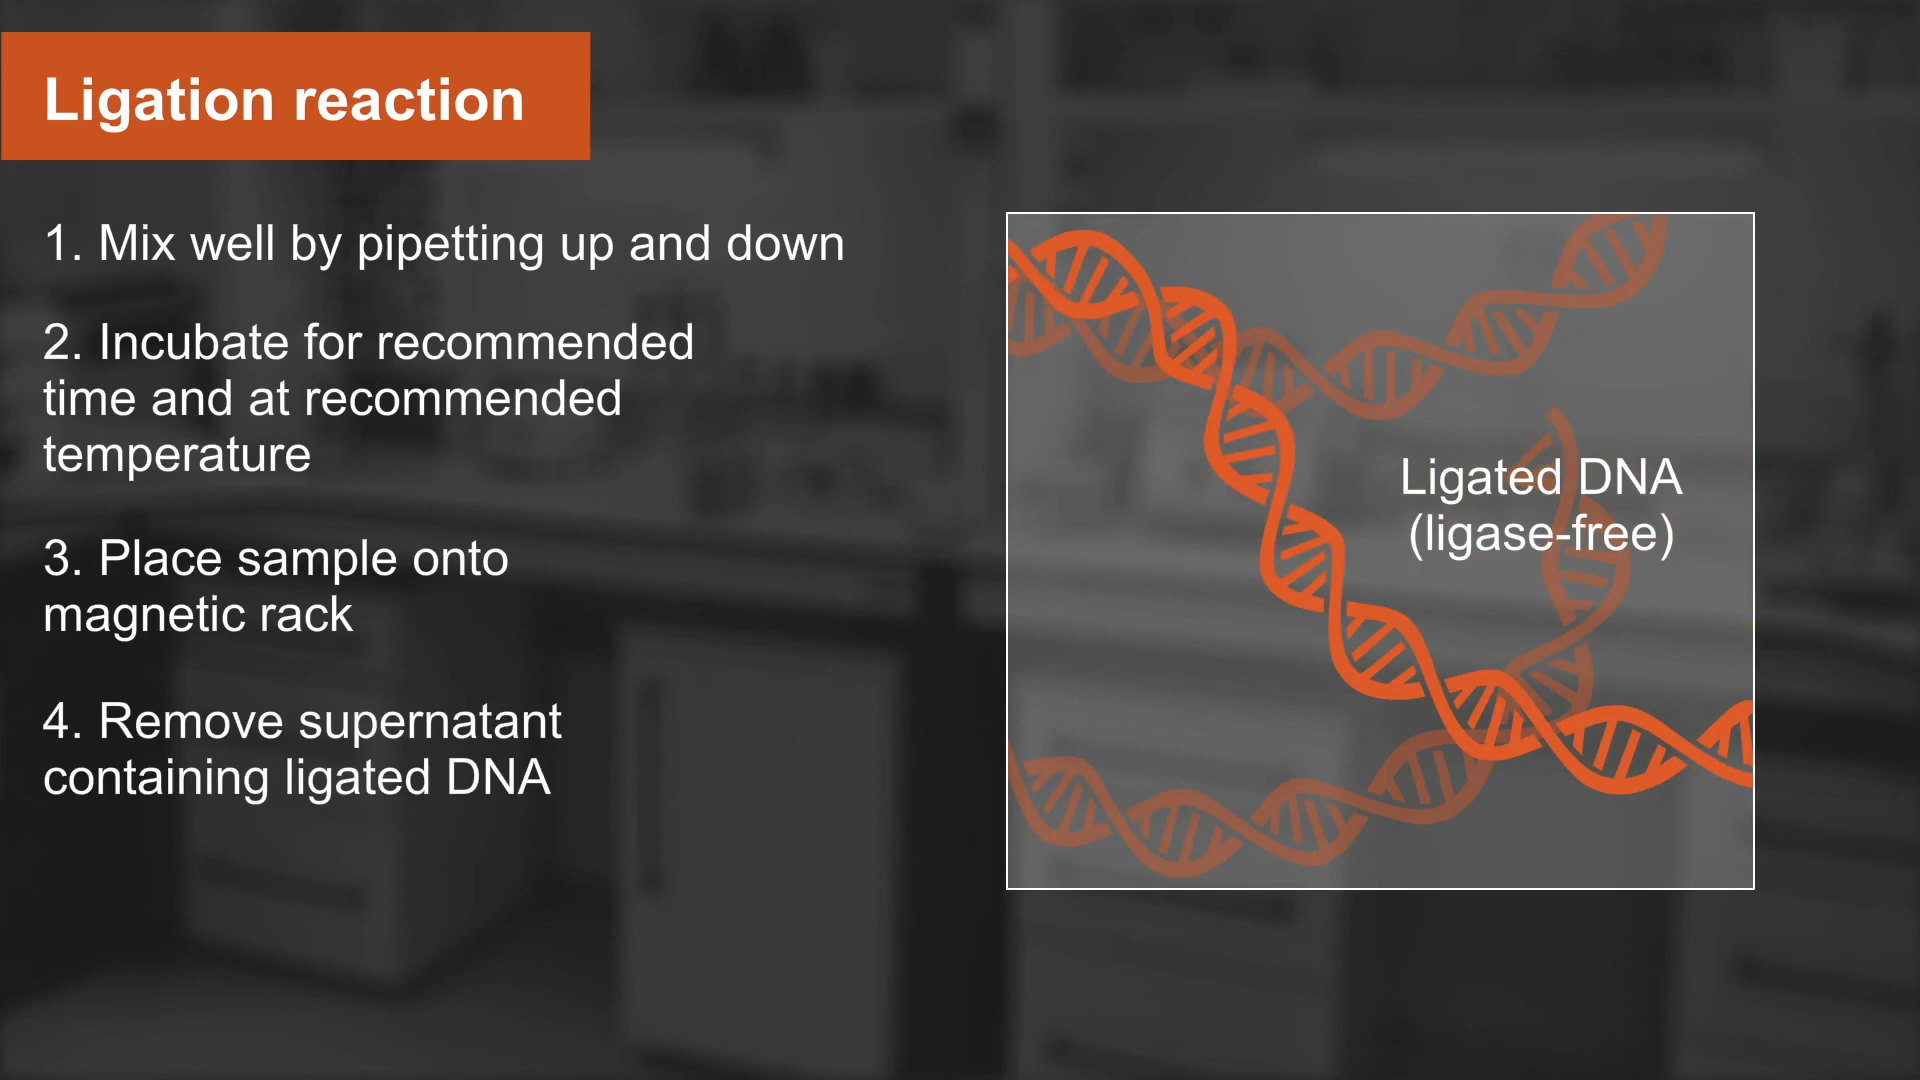 Ligation reaction
1. Mix well by pipetting up and down
2. Incubate for recommended
time and at recommended
temperature
3. Place sample onto
magnetic rack
4. Remove supernatant
containing ligated DNA
Ligated DNA
(ligase-free)